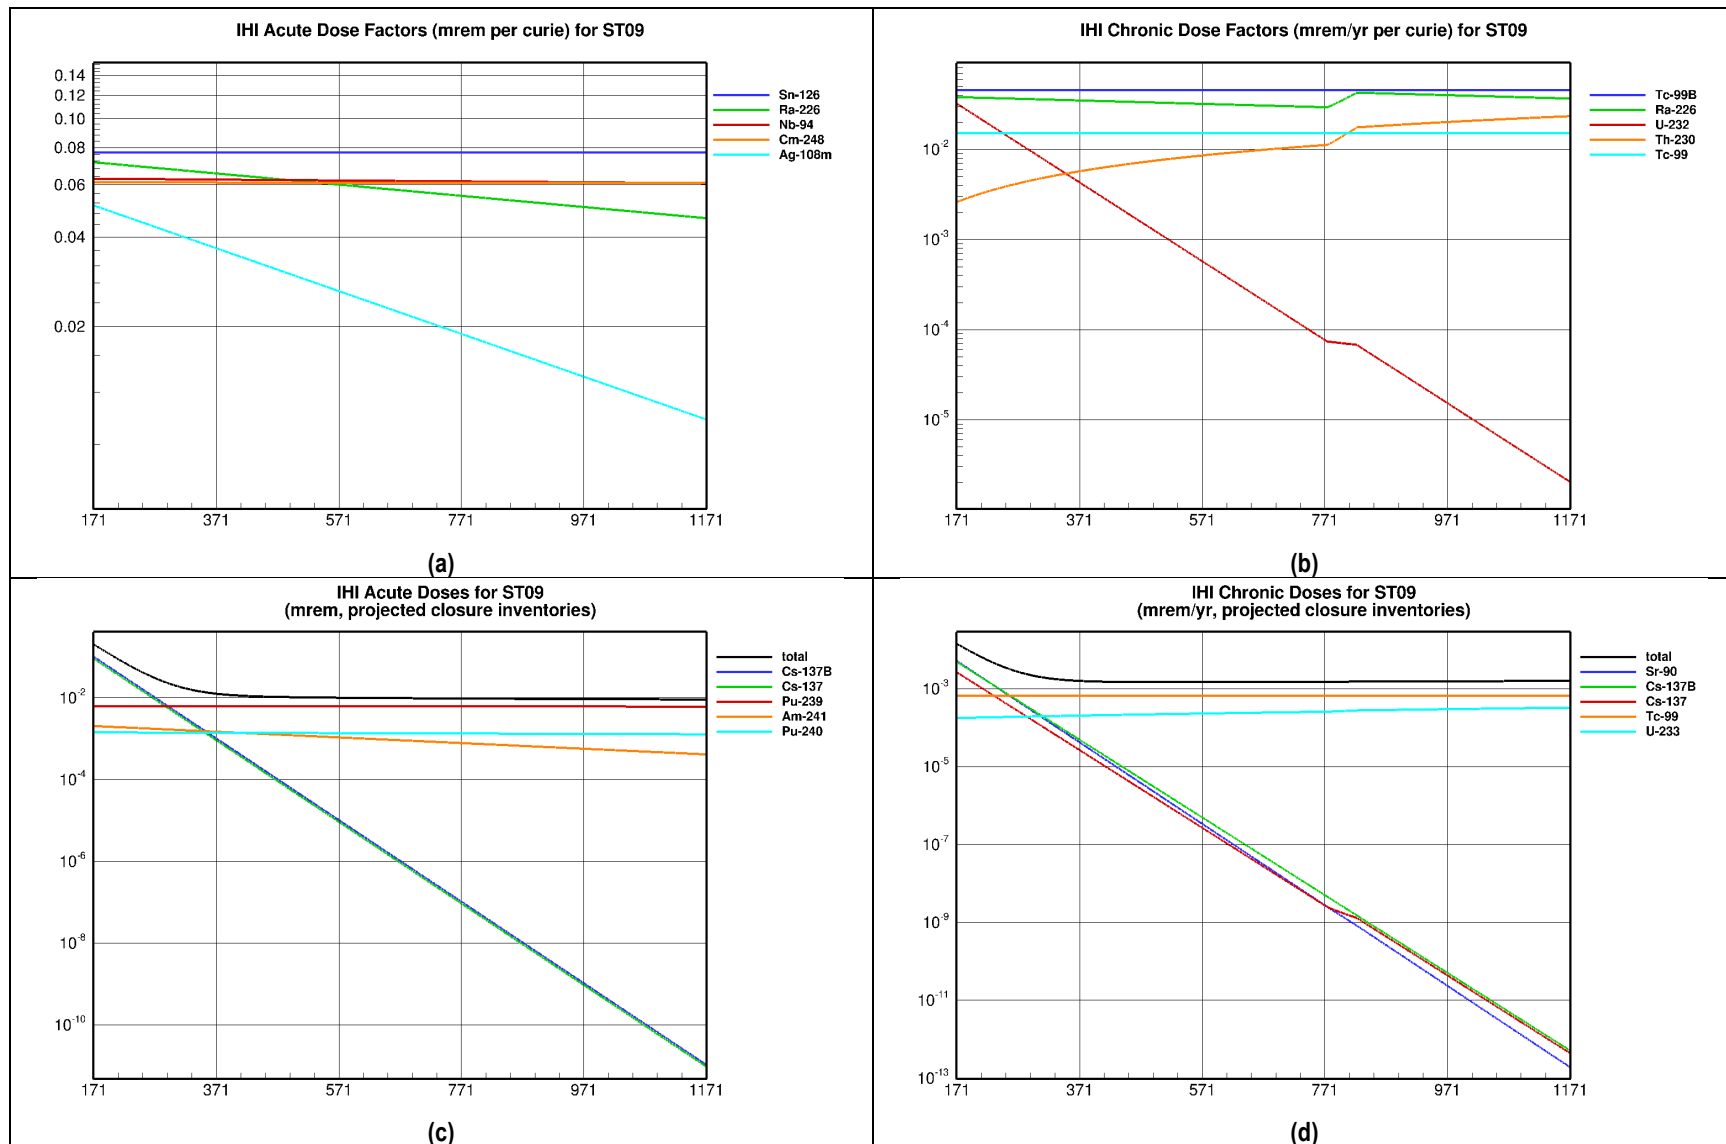 IHI Acute Dose Factors (mrem per curie) for ST09
0.14
0.12
0.10
0.08
0.06
0.04
0.02
171 371 571 771 971 1171
Sn-126
Ra-226
Nb-94
Cm-248
Ag-108m
(a)
IHI Chronic Dose Factors (mrem/yr per curie) for ST09
10-2
10-3
10-4
10-5
171 371 571 771 971 1171
Tc-99B
Ra-226
U-232
Th-230
Tc-99
(b)
IHI Acute Doses for ST09
(mrem, projected closure inventories)
10-2
10-4
10-6
10-8
10-10
171 371 571 771 971 1171
total
Cs-137B
Cs-137
Pu-239
Am-241
Pu-240
(c)
IHI Chronic Doses for ST09
(mrem/yr, projected closure inventories)
10-3
10-5
10-7
10-9
10-11
10-13
171 371 571 771 971 1171
total
Sr-90
Cs-137B
Cs-137
Tc-99
U-233
(d)